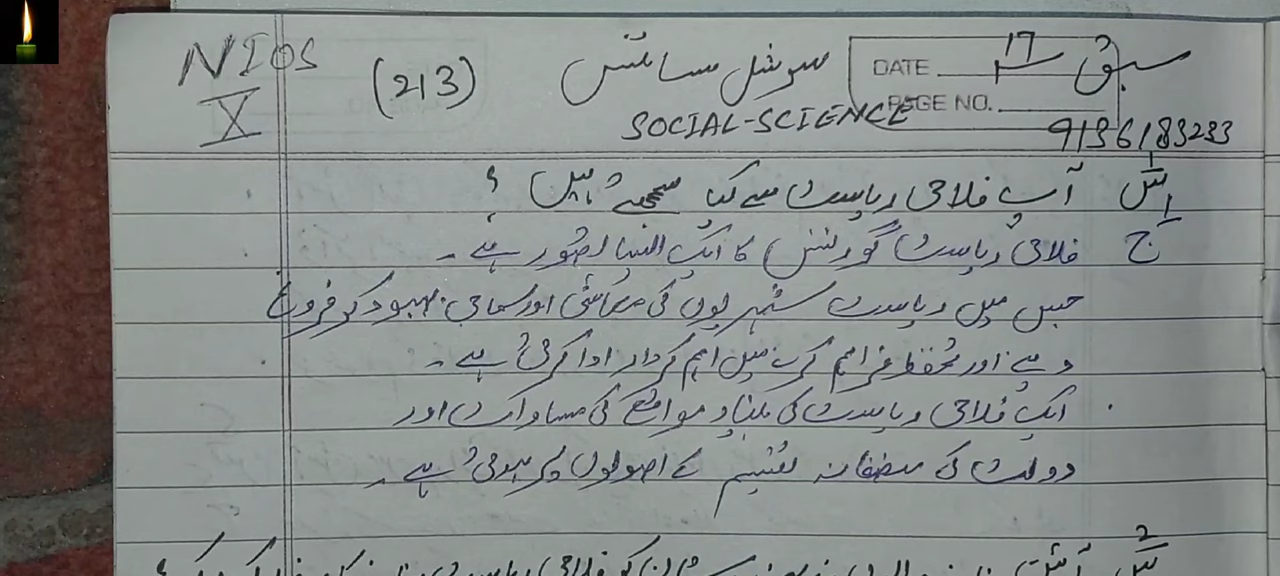 NIOS
X
(213)
سوشل سائنس
SOCIAL-SCIENCE
DATE
PAGE NO.
سبق 17
9136183233
س1 آپ فلاحی ریاست سے کیا سمجھتے ہیں؟
ج1 فلاحی ریاست گورننس کا ایک ایسا تصور ہے۔
جس میں ریاست شہریوں کی معاشی اور سماجی بہبود کو فروغ
دینے اور تحفظ فراہم کرنے میں اہم کردار ادا کرتی ہے۔
ایک فلاحی ریاست کی بنیاد مواقع کی مساوات اور
دولت کی منصفانہ تقسیم کے اصولوں پر ہوتی ہے۔
س2